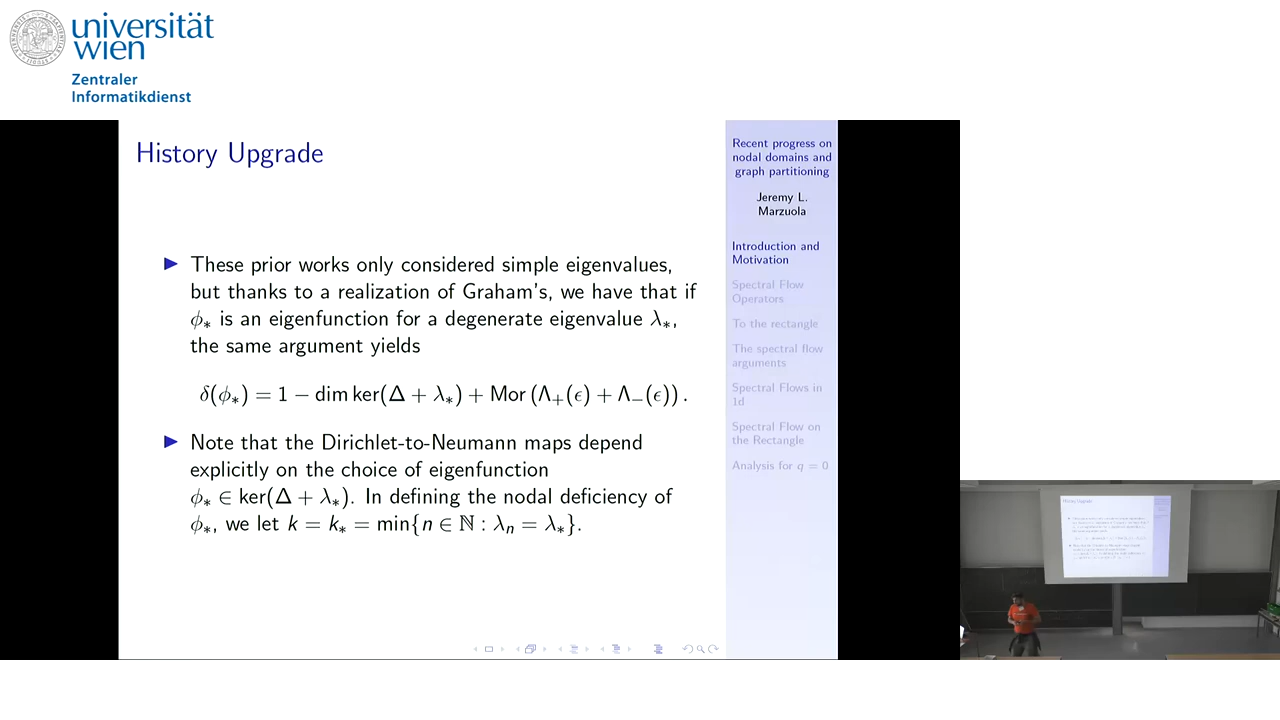 universität
wien
Zentraler
Informatikdienst
History Upgrade
▶ These prior works only considered simple eigenvalues,
but thanks to a realization of Graham's, we have that if
ϕ∗ is an eigenfunction for a degenerate eigenvalue λ∗,
the same argument yields
δ(ϕ∗) = 1 − dim ker(Δ + λ∗) + Mor (Λ₊(ϵ) + Λ₋(ϵ)) .
▶ Note that the Dirichlet-to-Neumann maps depend
explicitly on the choice of eigenfunction
ϕ∗ ∈ ker(Δ + λ∗). In defining the nodal deficiency of
ϕ∗, we let k = k∗ = min{n ∈ ℕ : λₙ = λ∗}.
Recent progress on
nodal domains and
graph partitioning
Jeremy L.
Marzuola
Introduction and
Motivation
Spectral Flow
Operators
To the rectangle
The spectral flow
arguments
Spectral Flows in
1d
Spectral Flow on
the Rectangle
Analysis for q = 0
History Upgrade